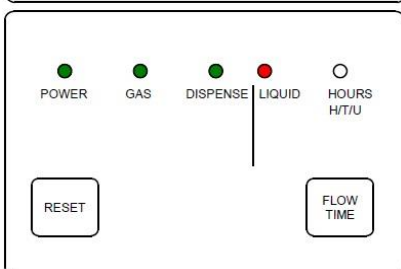 POWER GAS DISPENSE LIQUID HOURS
H/T/U
RESET
FLOW
TIME